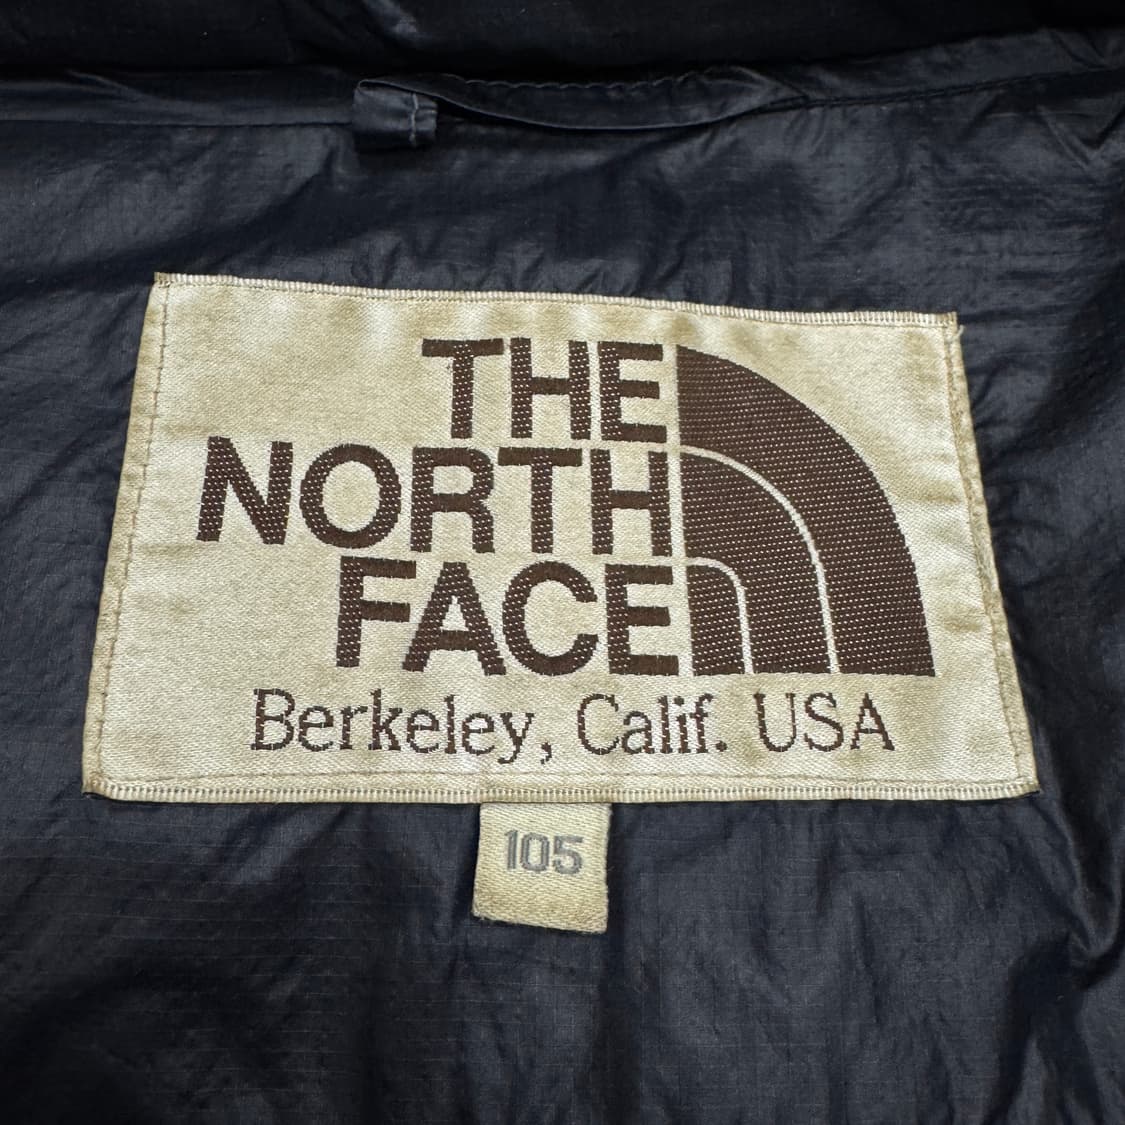 THE
NORTH
FACE
Berkeley, Calif. USA
105